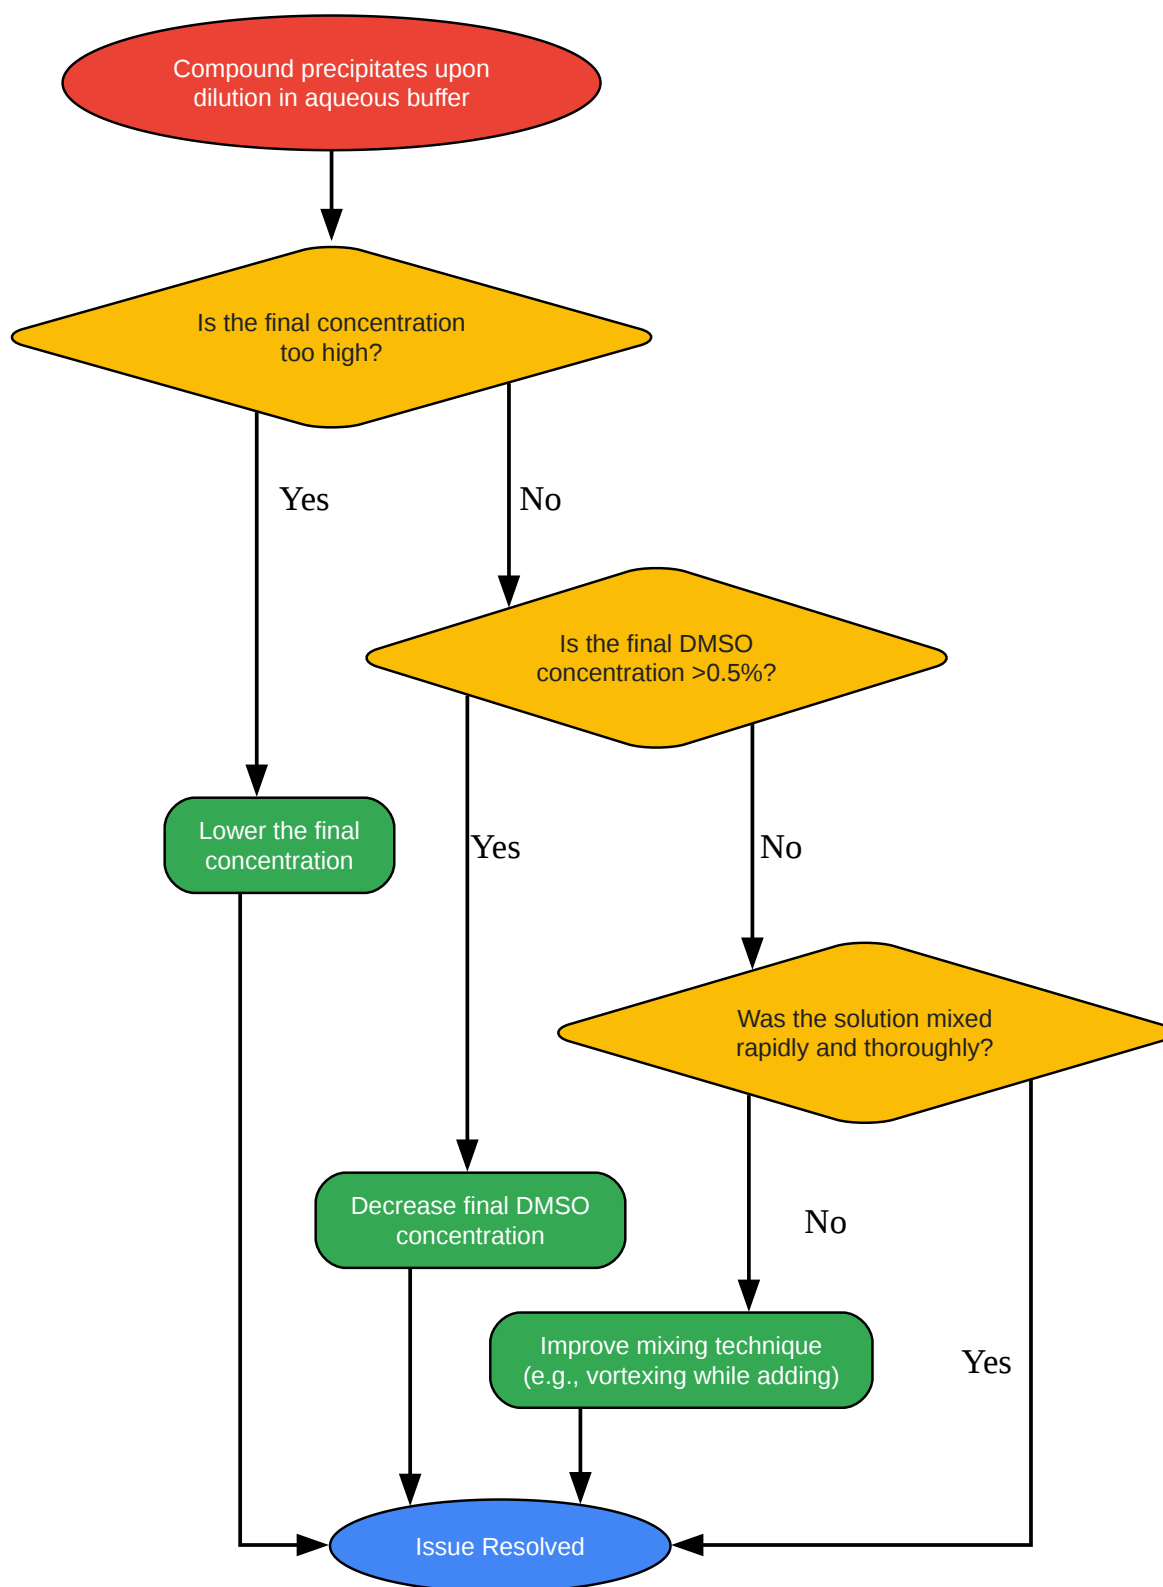 Compound precipitates upon
dilution in aqueous buffer
Is the final concentration
too high?
Yes
No
Is the final DMSO
concentration >0.5%?
Lower the final
concentration
Yes
No
Was the solution mixed
rapidly and thoroughly?
Decrease final DMSO
concentration
No
Improve mixing technique
(e.g., vortexing while adding)
Yes
Issue Resolved